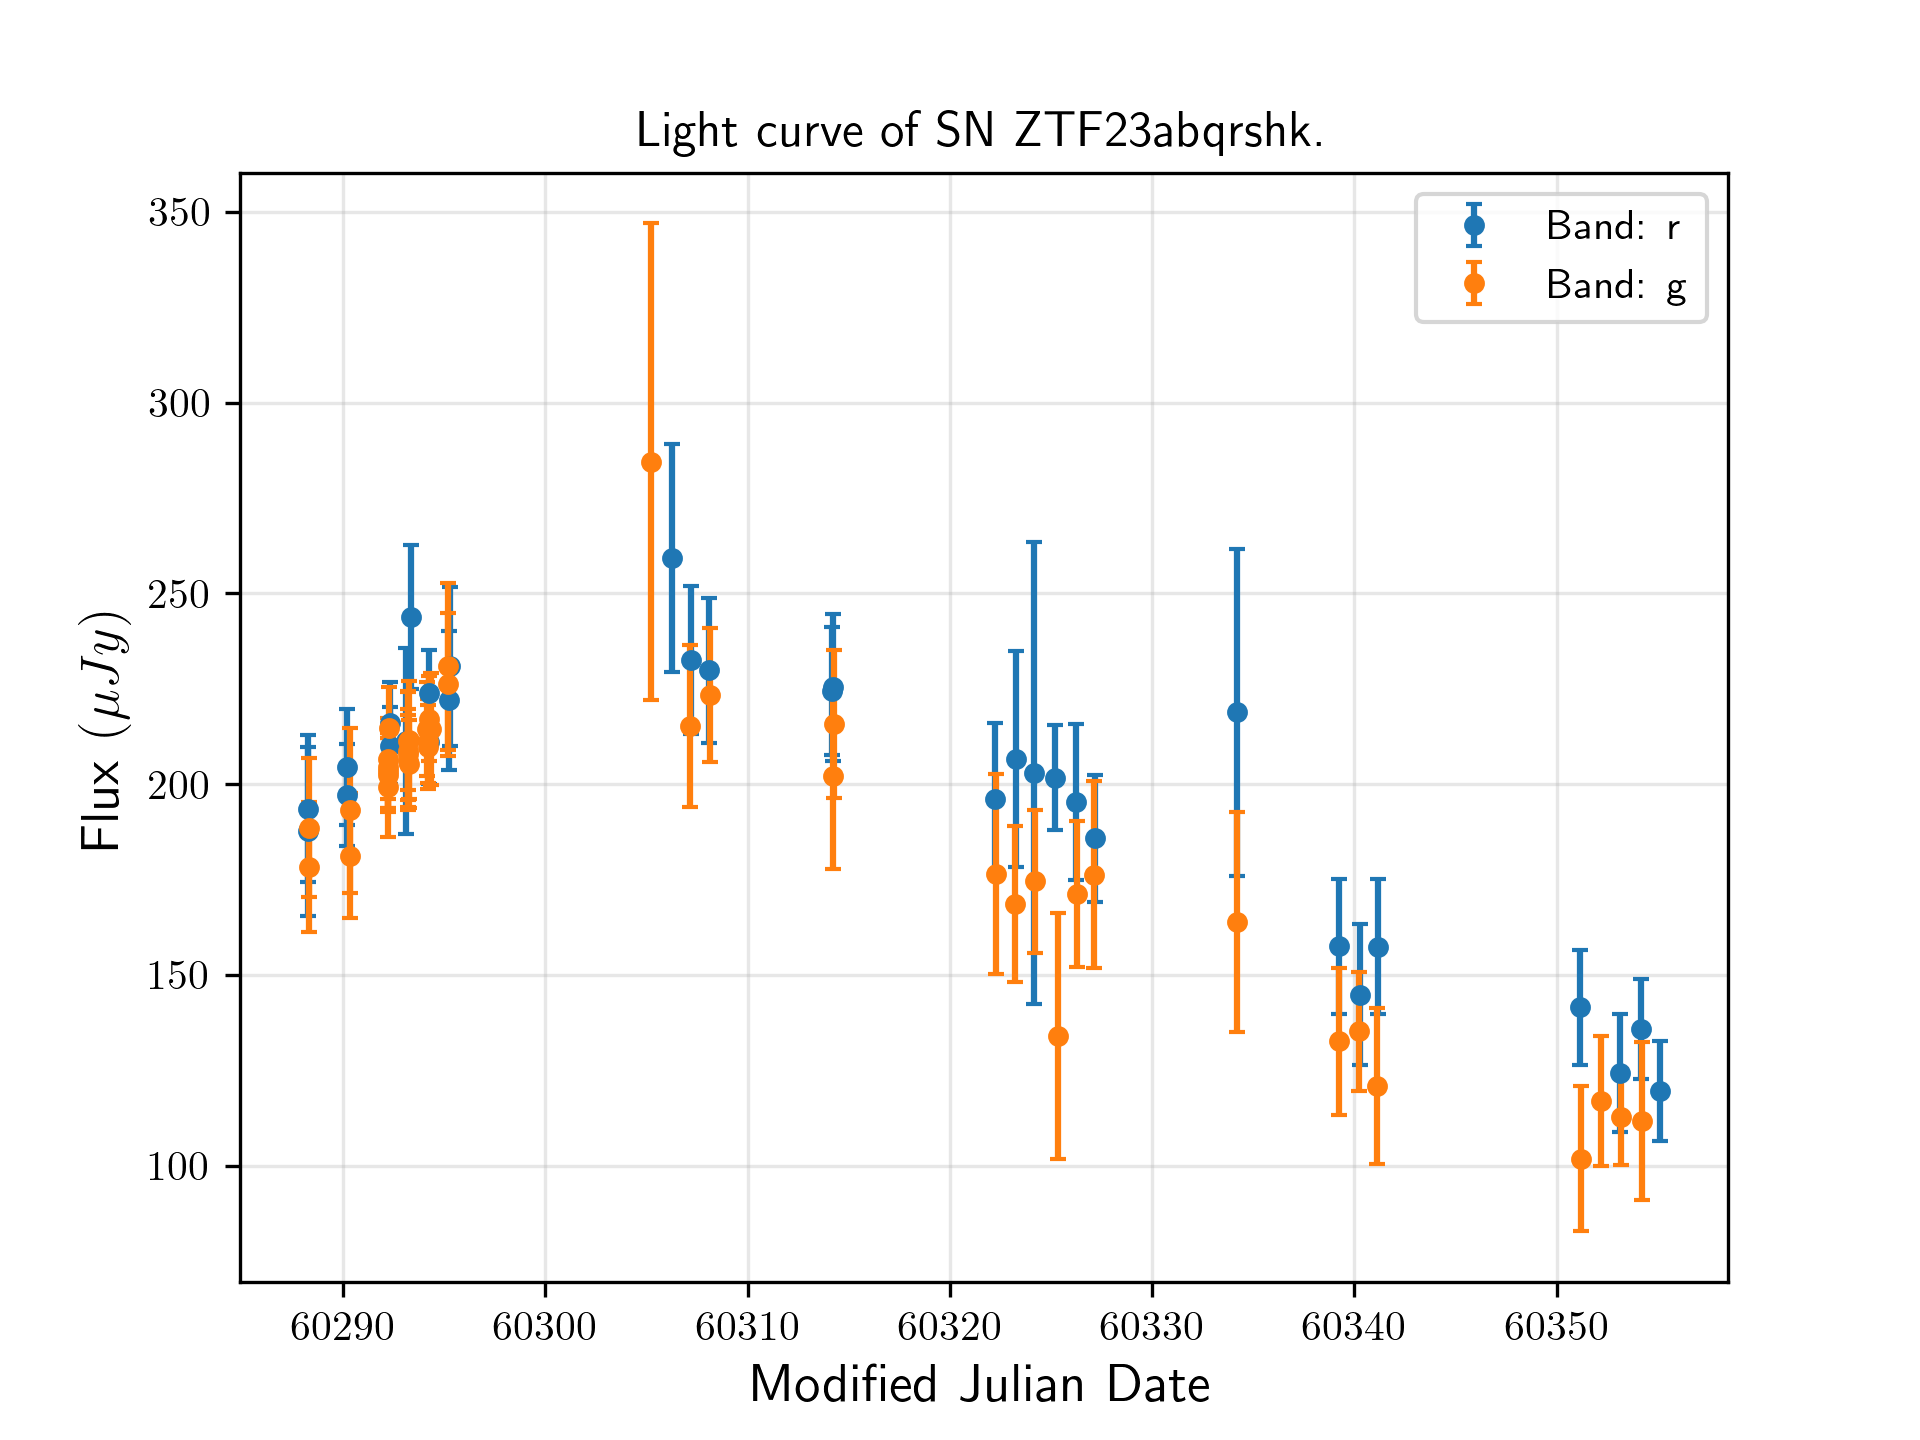 Light curve of SN ZTF23abqrshk.
Band: r
Band: g
350
300
250
200
150
100
Flux (μJy)
60290 60300 60310 60320 60330 60340 60350
Modified Julian Date